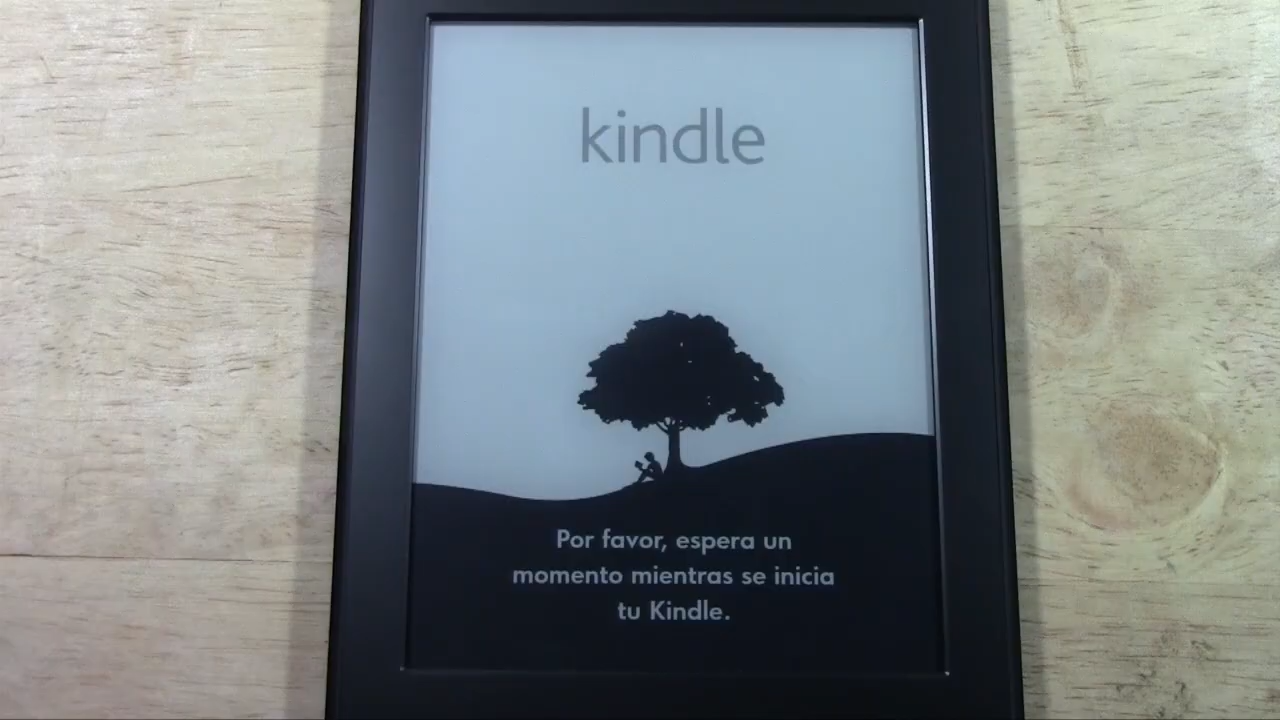 kindle
Por favor, espera un
momento mientras se inicia
tu Kindle.